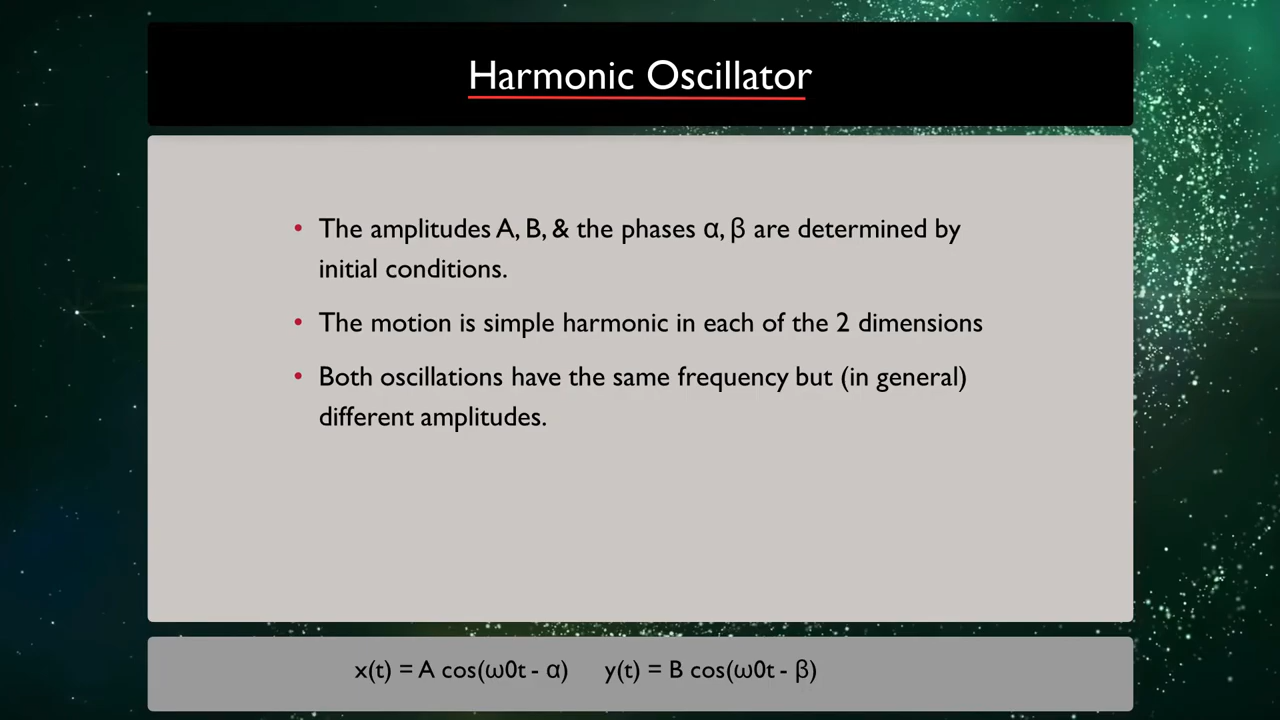 Harmonic Oscillator
• The amplitudes A, B, & the phases α, β are determined by
initial conditions.
• The motion is simple harmonic in each of the 2 dimensions
• Both oscillations have the same frequency but (in general)
different amplitudes.
x(t) = A cos(ω0t - α) y(t) = B cos(ω0t - β)